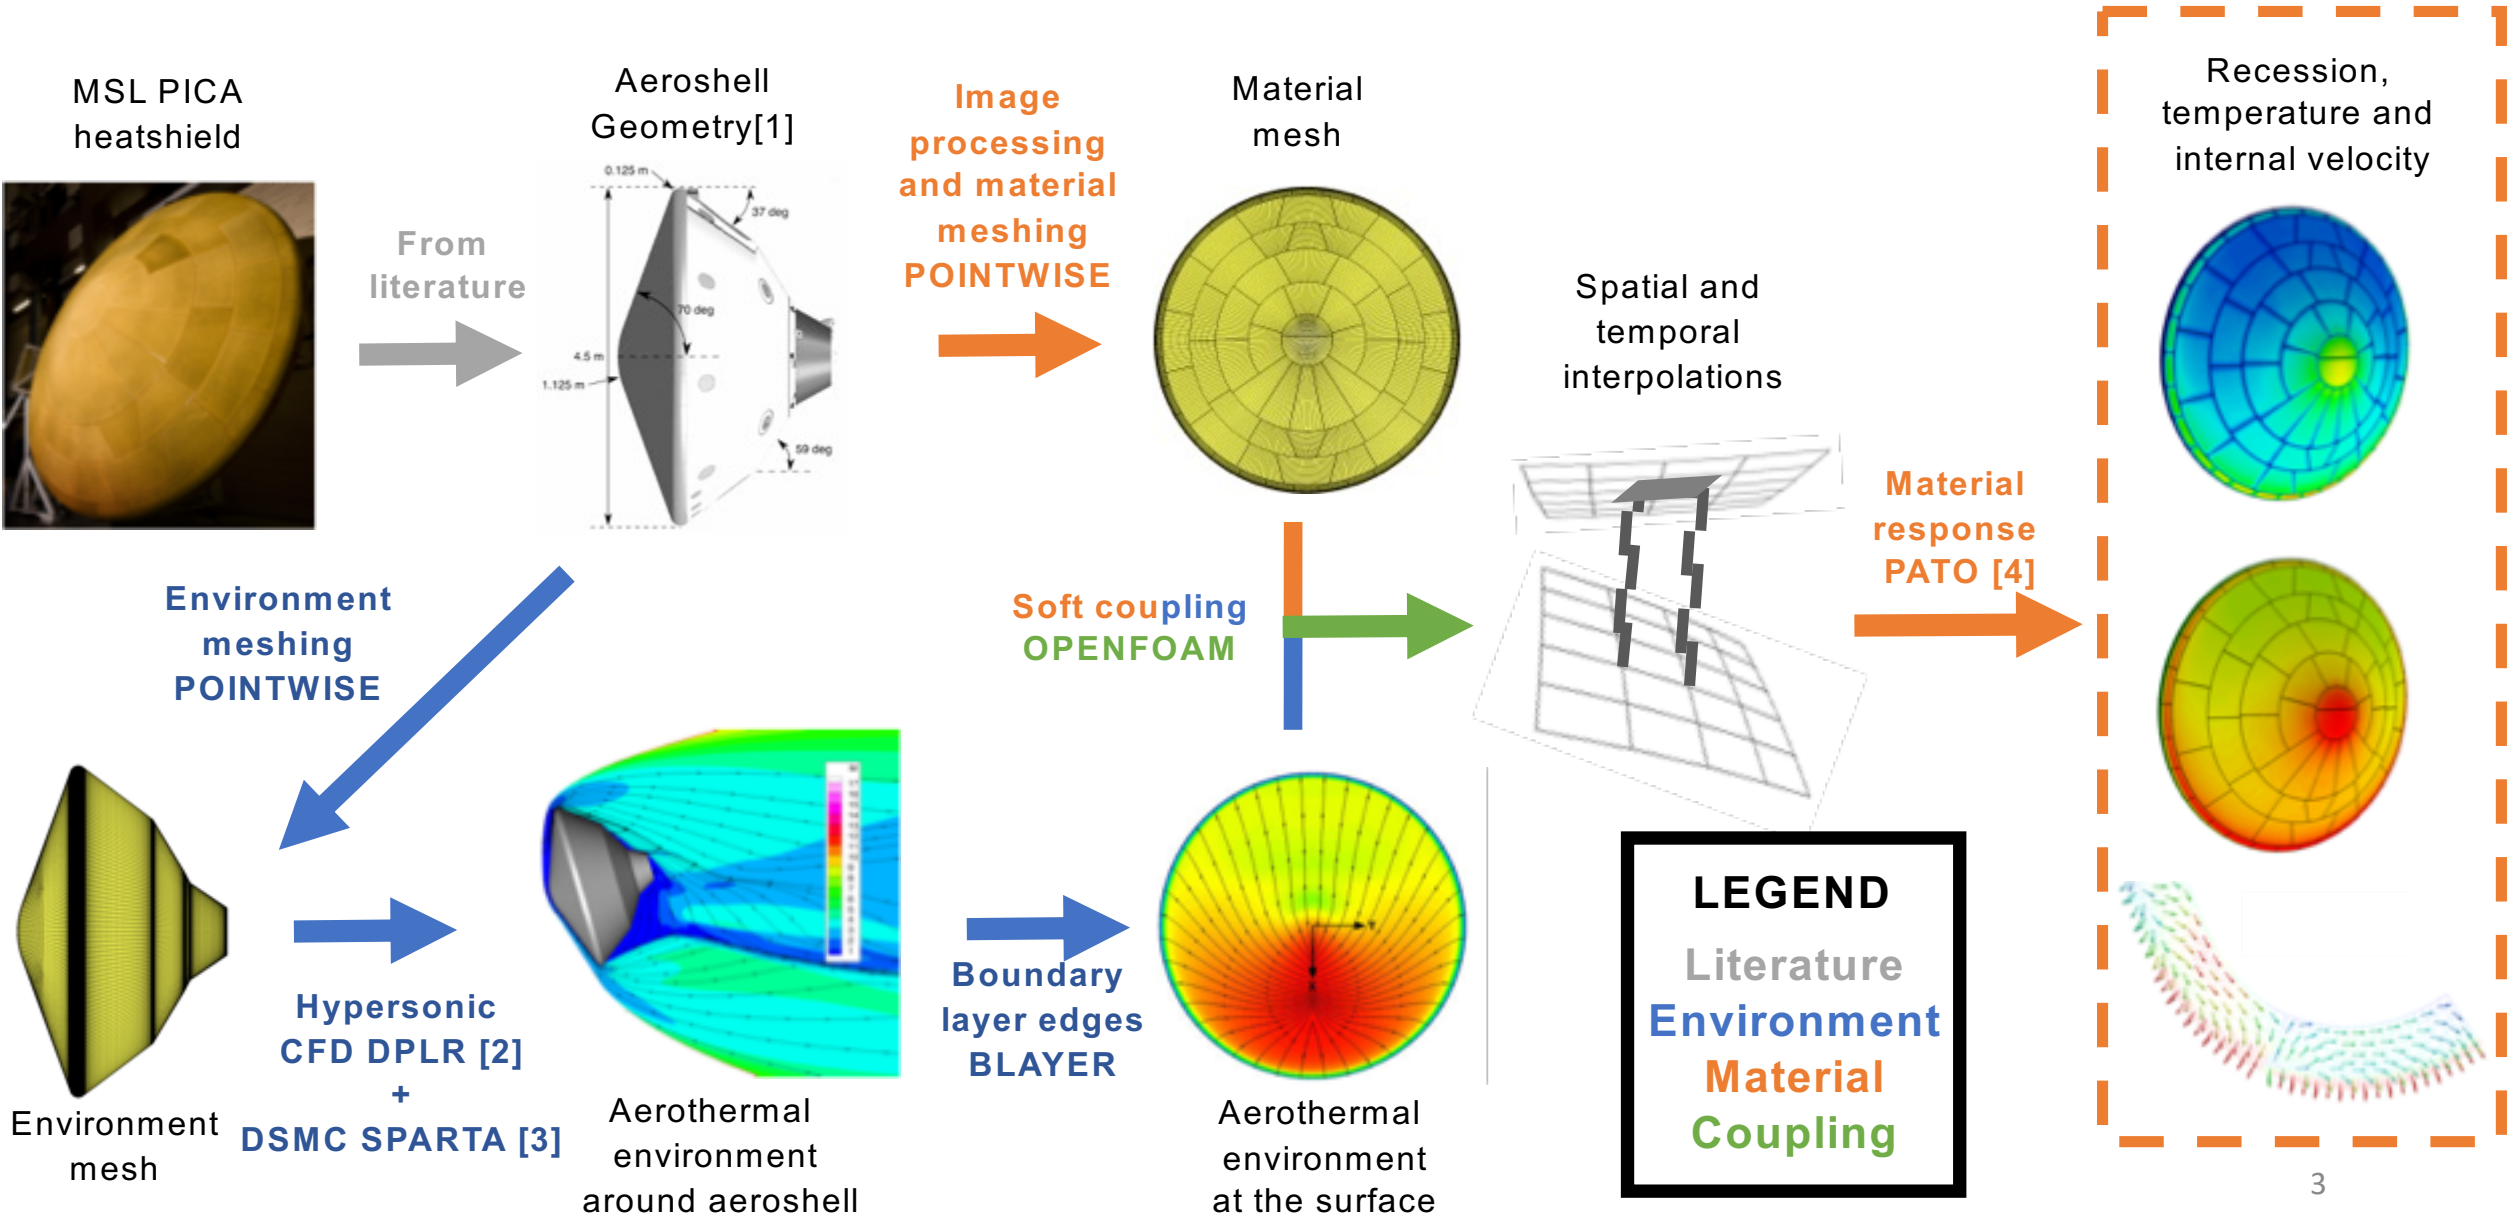 MSL PICA
heatshield
From
literature
Aeroshell
Geometry[1]
0.125 m
37 deg
70 deg
4.5 m
1.125 m
59 deg
Image
processing
and material
meshing
POINTWISE
Material
mesh
Spatial and
temporal
interpolations
Material
response
PATO [4]
Recession,
temperature and
internal velocity
Environment
meshing
POINTWISE
Soft coupling
OPENFOAM
Environment
mesh
Hypersonic
CFD DPLR [2]
+
DSMC SPARTA [3]
Aerothermal
environment
around aeroshell
Boundary
layer edges
BLAYER
Aerothermal
environment
at the surface
LEGEND
Literature
Environment
Material
Coupling
3